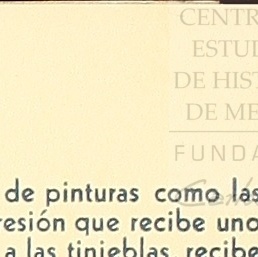 CENTR
ESTUD
DE HIST
DE ME
FUNDA
de pinturas como las
resión que recibe uno
a las tinieblas, recibe